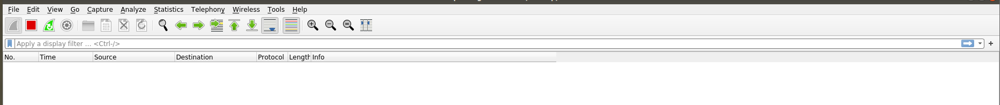 File Edit View Go Capture Analyze Statistics Telephony Wireless Tools Help
Apply a display filter ... <Ctrl-/>
+
No. Time Source Destination Protocol Length Info